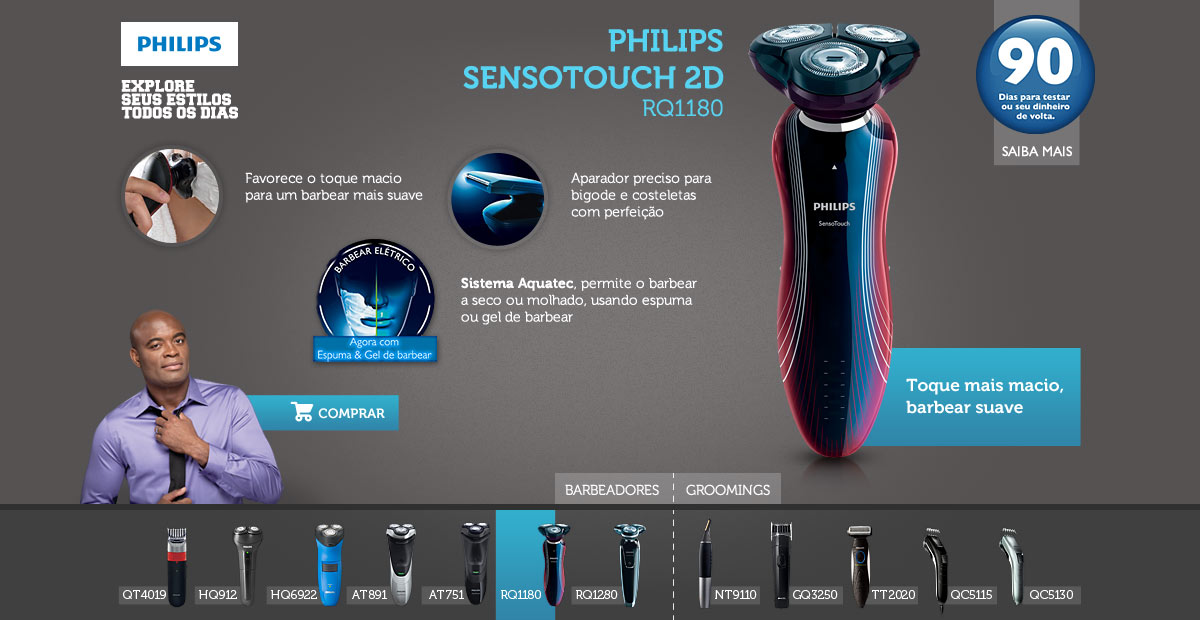 PHILIPS
EXPLORE
SEUS ESTILOS
TODOS OS DIAS
PHILIPS
SENSOTOUCH 2D
RQ1180
90
Dias para testar
ou seu dinheiro
de volta.
SAIBA MAIS
Favorece o toque macio
para um barbear mais suave
Aparador preciso para
bigode e costeletas
com perfeição
PHILIPS
SensoTouch
BARBEAR ELÉTRICO
Agora com
Espuma & Gel de barbear
Sistema Aquatec, permite o barbear
a seco ou molhado, usando espuma
ou gel de barbear
Toque mais macio,
barbear suave
COMPRAR
BARBEADORES
GROOMINGS
QT4019
HQ912
HQ6922
AT891
AT751
RQ1180
RQ1280
NT9110
QG3250
TT2020
QC5115
QC5130